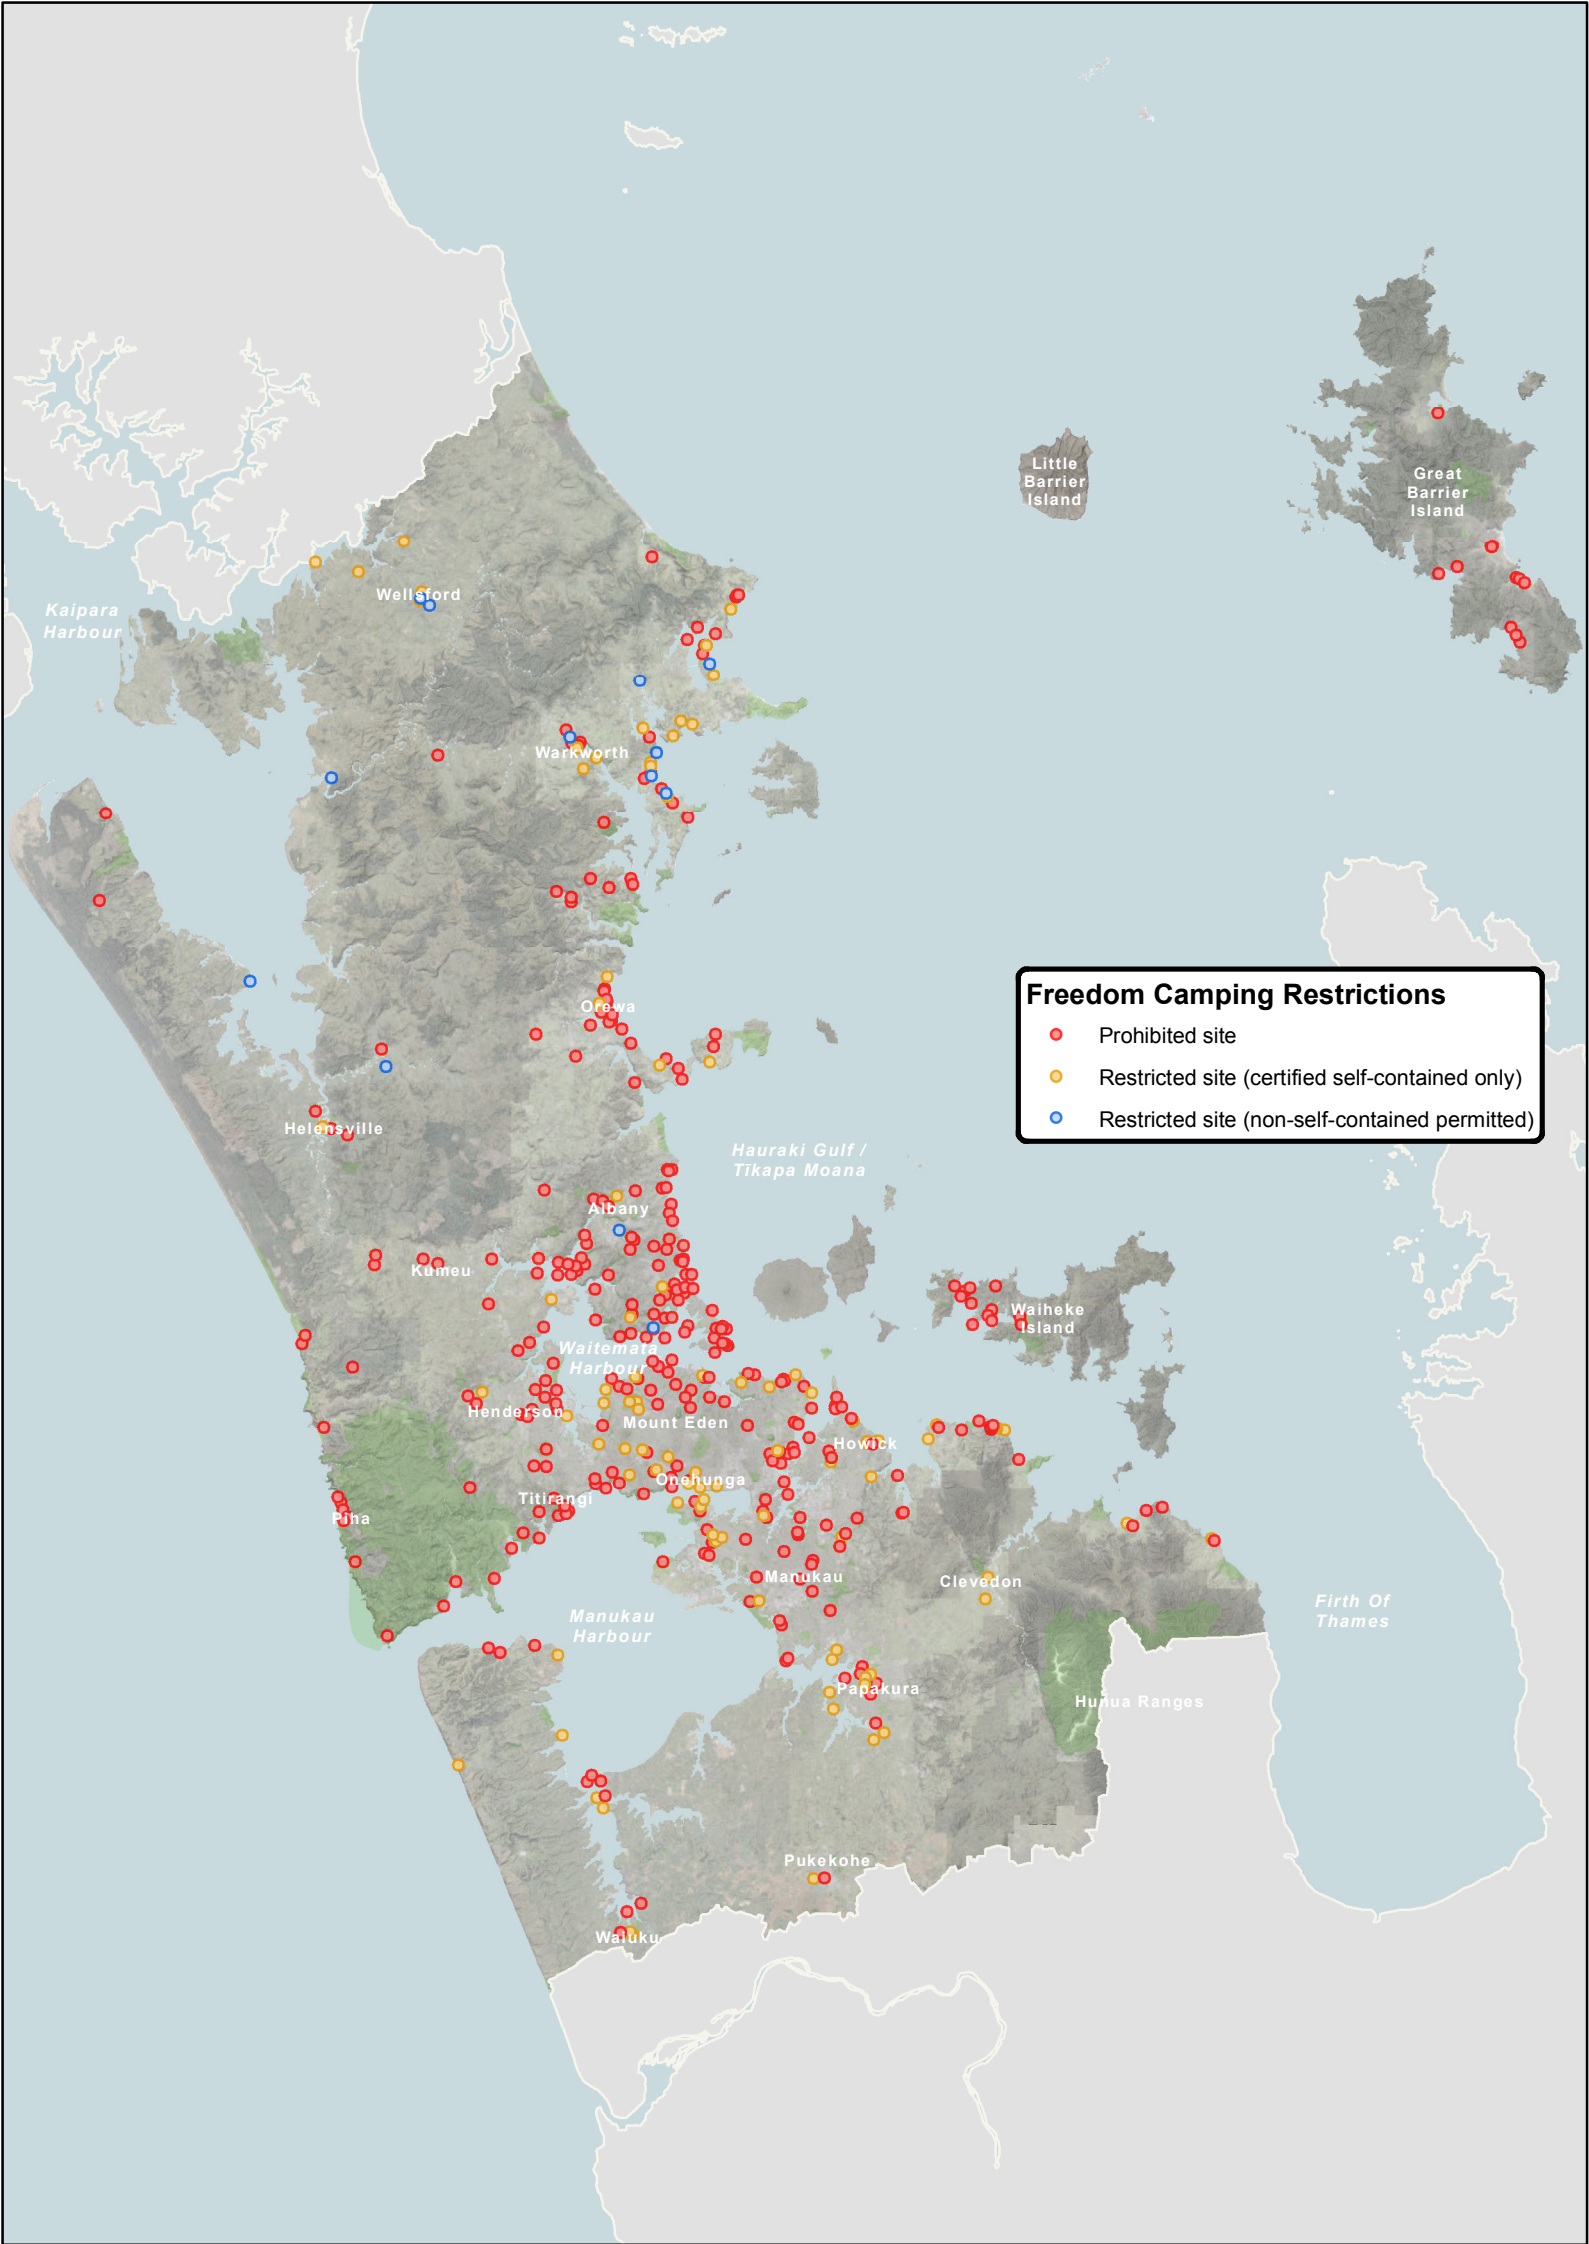 Little
Barrier
Island
Great
Barrier
Island
Wellsford
Kaipara
Harbour
Warkworth
Orewa
Freedom Camping Restrictions
Prohibited site
Restricted site (certified self-contained only)
Restricted site (non-self-contained permitted)
Helensville
Hauraki Gulf /
Tikapa Moana
Albany
Kumeu
Waiheke
Island
Waitemata
Harbour
Henderson
Mount Eden
Howick
Onehunga
Titirangi
Piha
Manukau
Clevedon
Manukau
Harbour
Firth Of
Thames
Papakura
Hunua Ranges
Pukekohe
Waiuku